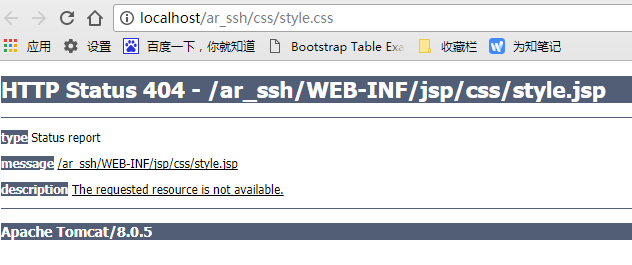 localhost/ar_ssh/css/style.css
应用 设置 百度一下，你就知道 Bootstrap Table Exa 收藏栏 为知笔记
HTTP Status 404 - /ar_ssh/WEB-INF/jsp/css/style.jsp
type Status report
message /ar_ssh/WEB-INF/jsp/css/style.jsp
description The requested resource is not available.
Apache Tomcat/8.0.5